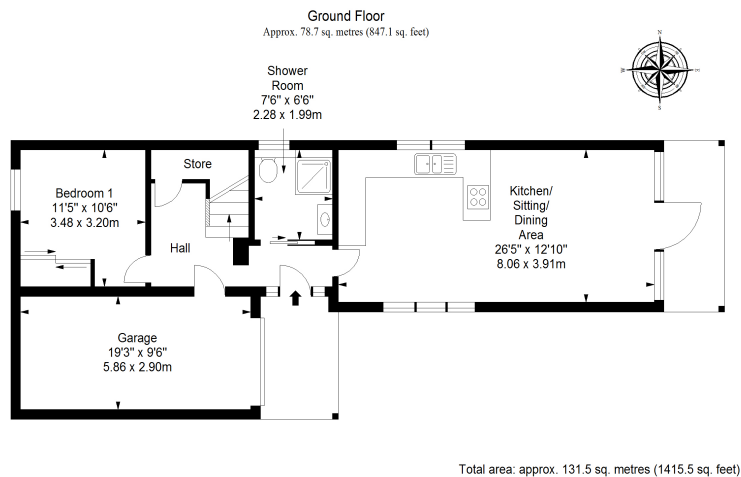 Ground Floor
Approx. 78.7 sq. metres (847.1 sq. feet)
N
W
E
S
Shower
Room
7'6" x 6'6"
2.28 x 1.99m
Store
Bedroom 1
11'5" x 10'6"
3.48 x 3.20m
Kitchen/
Sitting/
Dining
Area
26'5" x 12'10"
8.06 x 3.91m
Hall
Garage
19'3" x 9'6"
5.86 x 2.90m
Total area: approx. 131.5 sq. metres (1415.5 sq. feet)